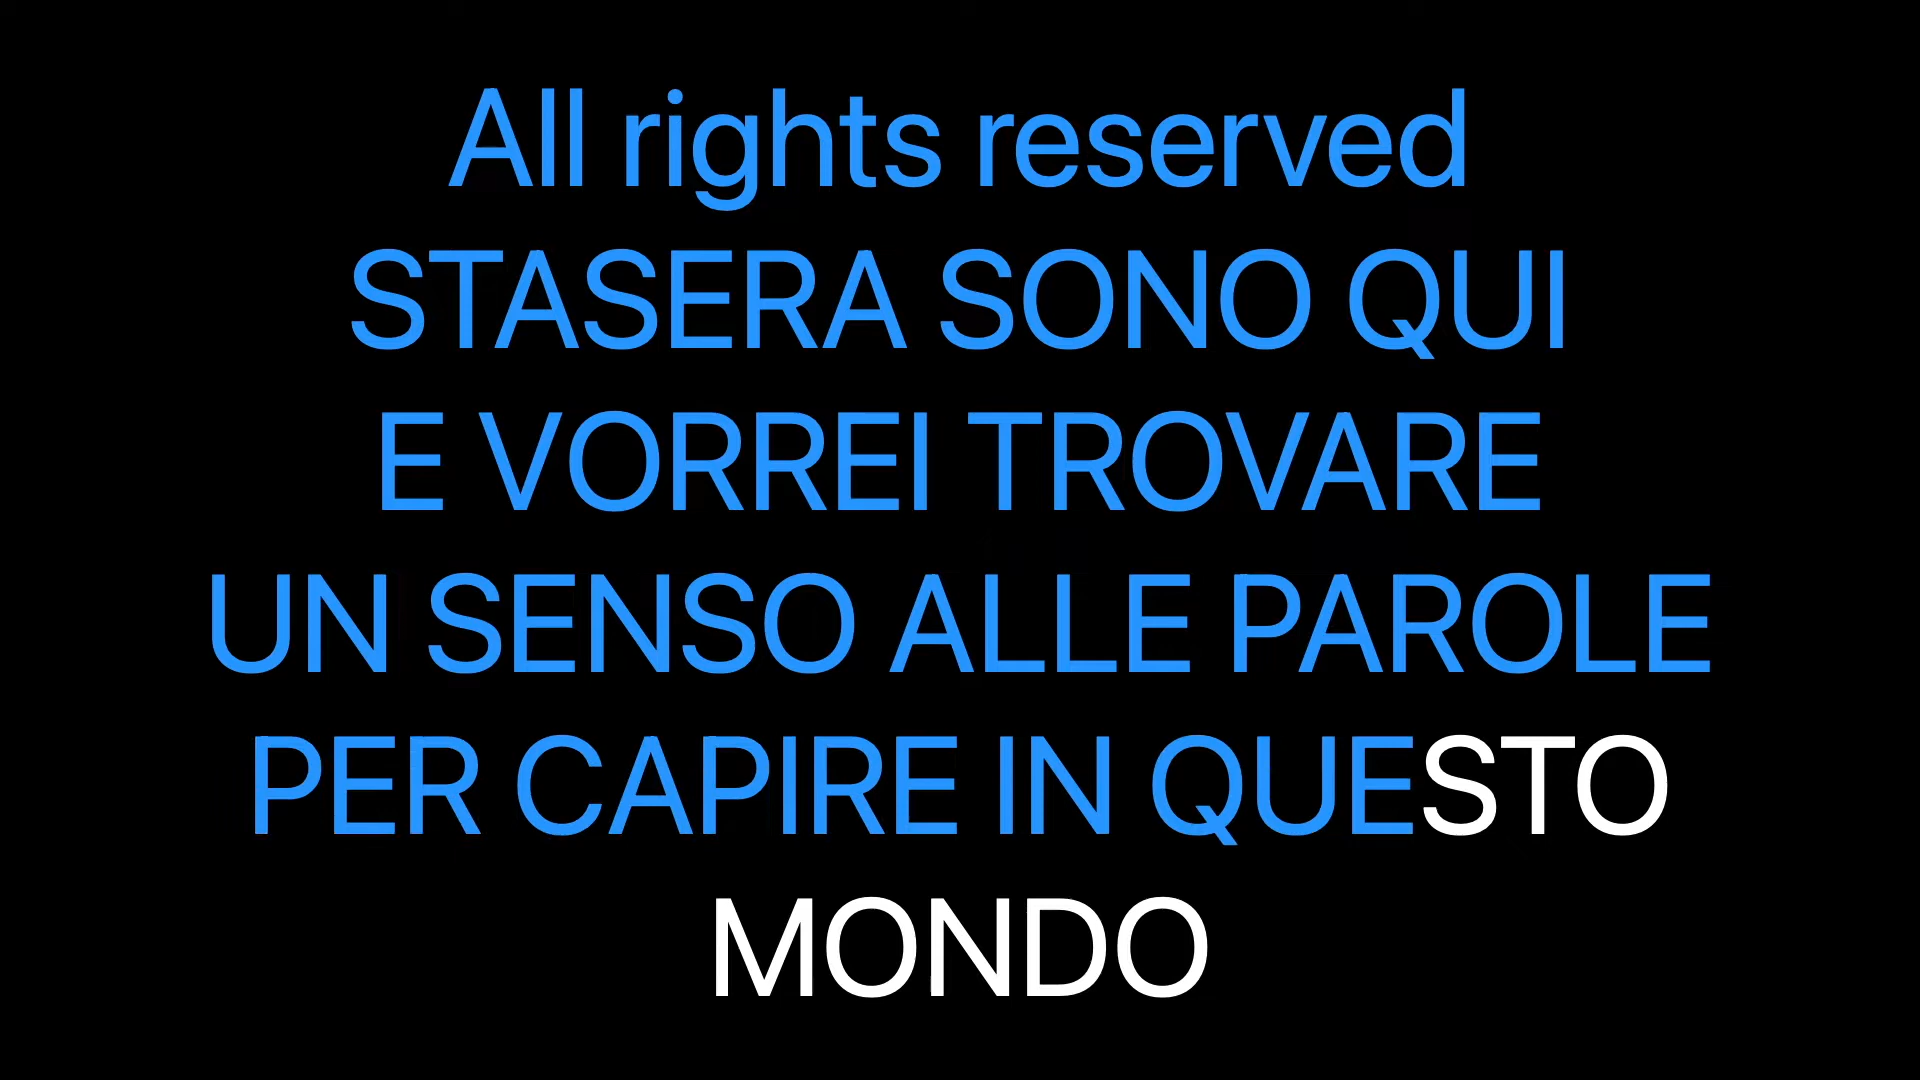 All rights reserved
STASERA SONO QUI
E VORREI TROVARE
UN SENSO ALLE PAROLE
PER CAPIRE IN QUESTO
MONDO